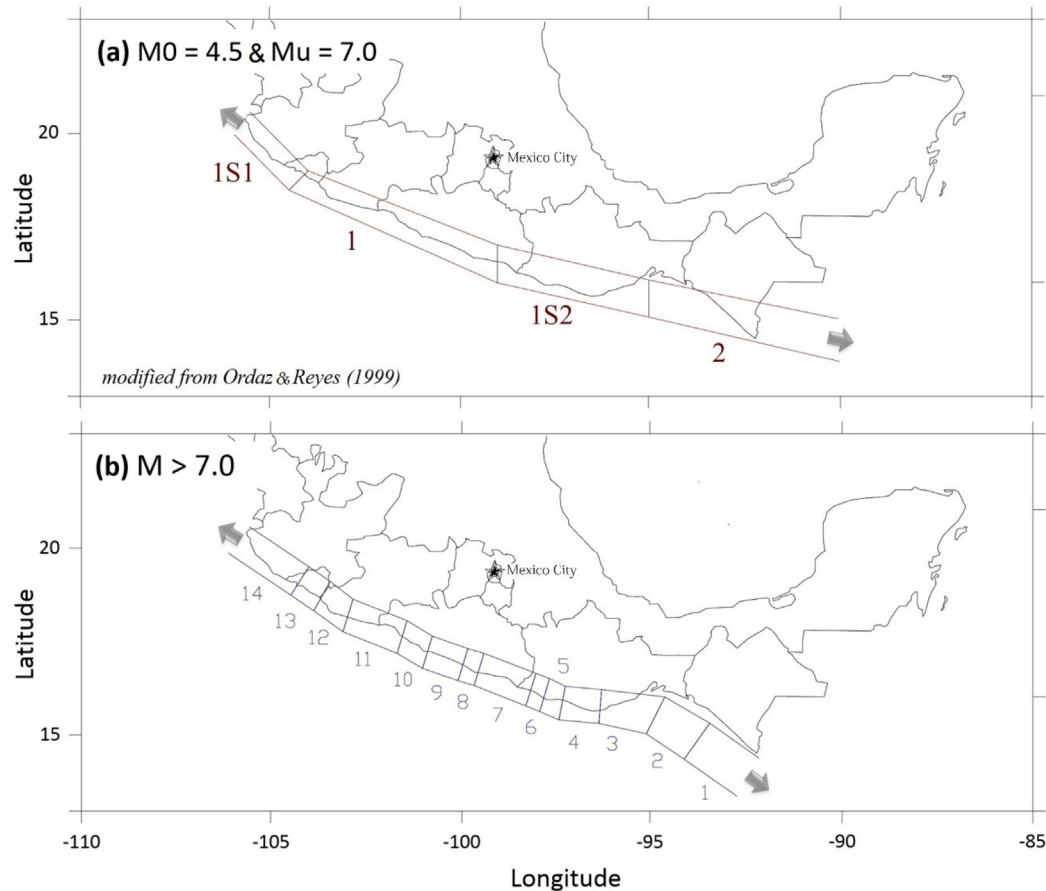 (a) M0 = 4.5 & Mu = 7.0
20
Mexico City
1S1
Latitude
1
15
1S2
2
modified from Ordaz & Reyes (1999)
(b) M > 7.0
20
Mexico City
14
Latitude
13
12
11
5
10
9
8
15
7
6
4
3
2
1
-110
-105
-100
-95
-90
-85
Longitude